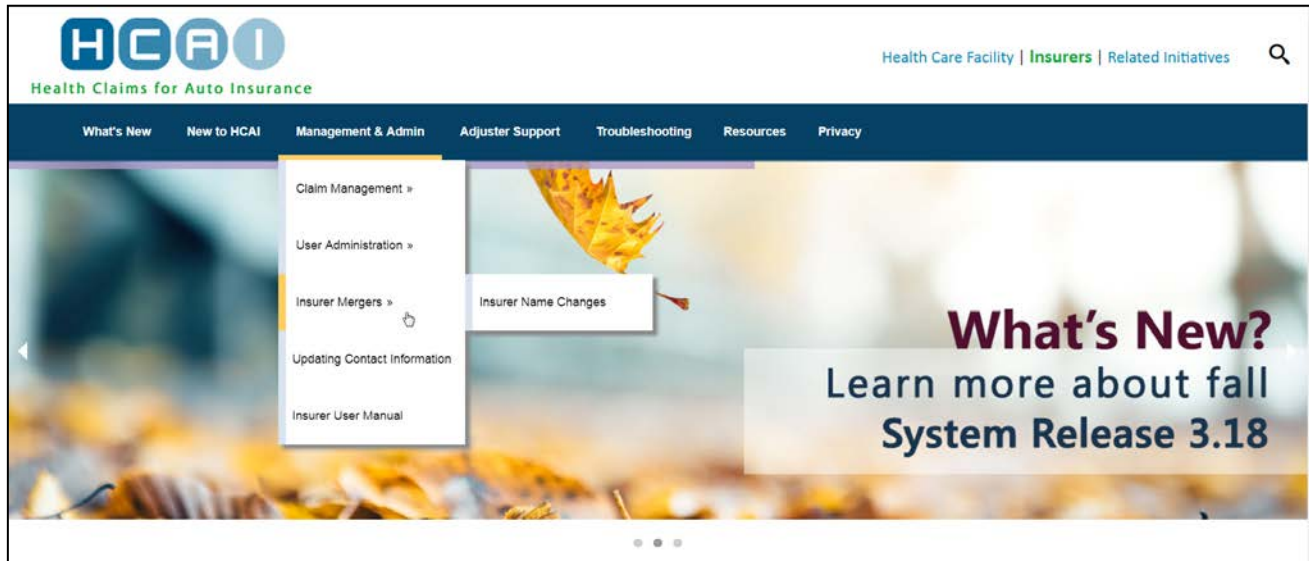 HCAI
Health Claims for Auto Insurance
Health Care Facility | Insurers | Related Initiatives
What's New New to HCAI Management & Admin Adjuster Support Troubleshooting Resources Privacy
Claim Management »
User Administration »
Insurer Mergers » Insurer Name Changes
Updating Contact Information
Insurer User Manual
What's New?
Learn more about fall
System Release 3.18